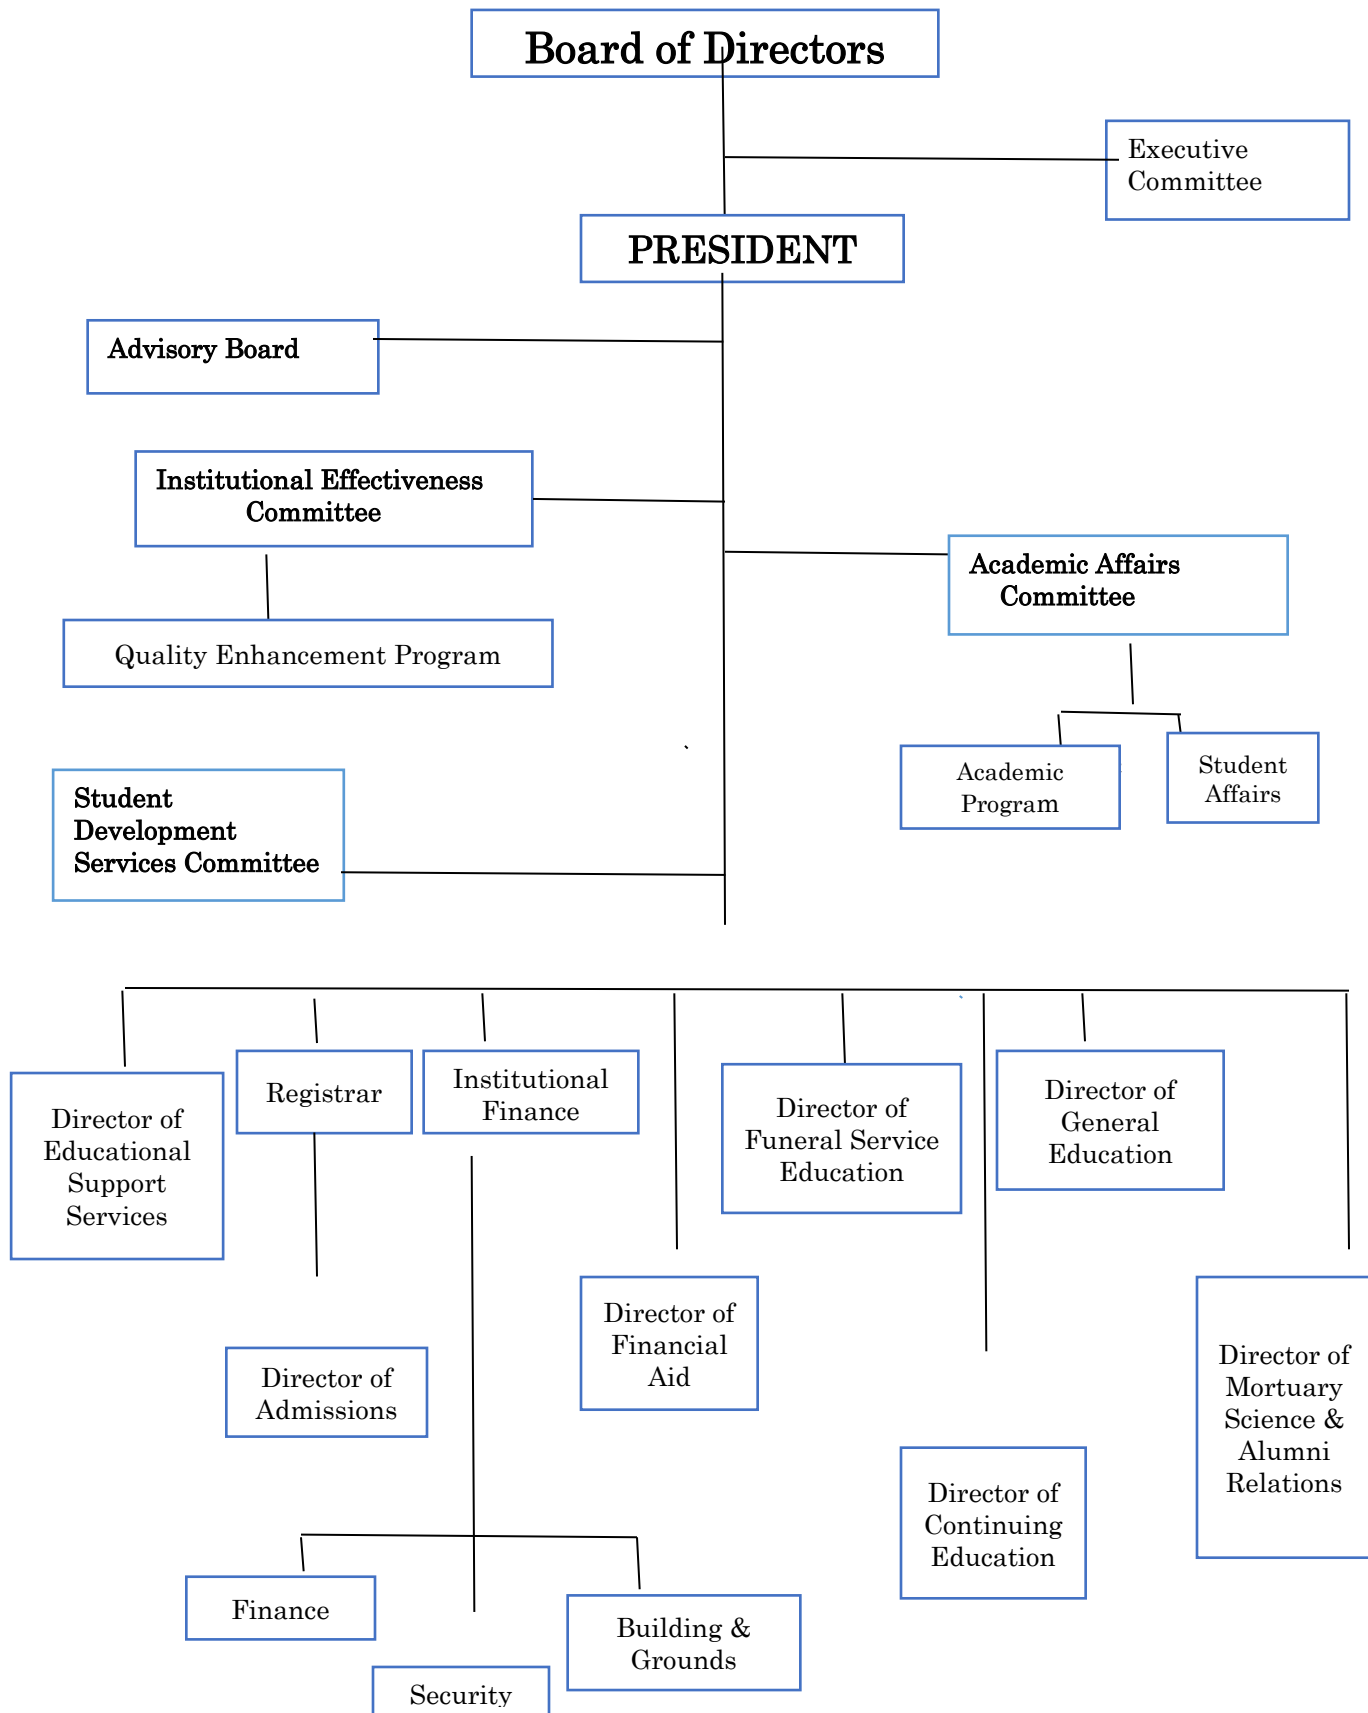 Board of Directors
Executive
Committee
PRESIDENT
Advisory Board
Institutional Effectiveness
Committee
Academic Affairs
Committee
Quality Enhancement Program
Academic
Program
Student
Affairs
Student
Development
Services Committee
Director of
Educational
Support
Services
Registrar
Institutional
Finance
Director of
Funeral Service
Education
Director of
General
Education
Director of
Financial
Aid
Director of
Admissions
Director of
Mortuary
Science &
Alumni
Relations
Director of
Continuing
Education
Finance
Building &
Grounds
Security